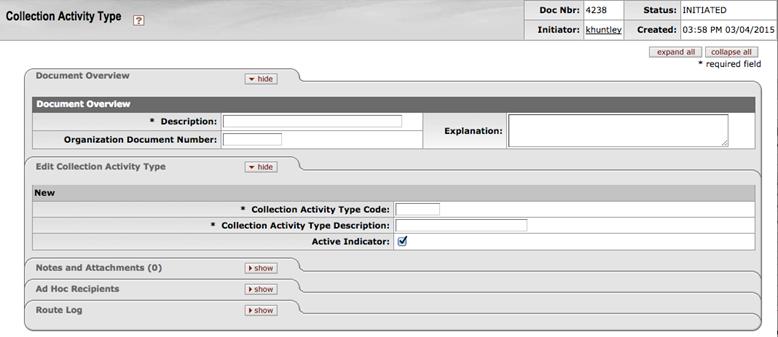 Collection Activity Type ?
Doc Nbr: 4238 Status: INITIATED
Initiator: khuntley Created: 03:58 PM 03/04/2015
expand all collapse all
* required field
Document Overview hide
Document Overview
* Description:
Explanation:
Organization Document Number:
Edit Collection Activity Type hide
New
* Collection Activity Type Code:
* Collection Activity Type Description:
Active Indicator:
Notes and Attachments (0) show
Ad Hoc Recipients show
Route Log show